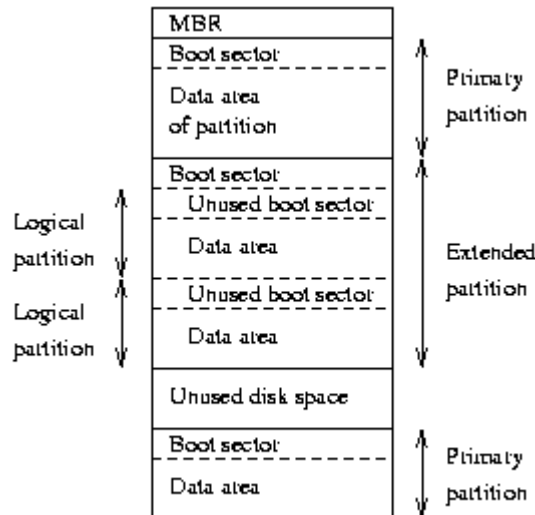 MBR
Boot sector
Data area
of partition
Primary
partition
Boot sector
Unused boot sector
Data area
Logical
partition
Unused boot sector
Data area
Logical
partition
Extended
partition
Unused disk space
Boot sector
Data area
Primary
partition